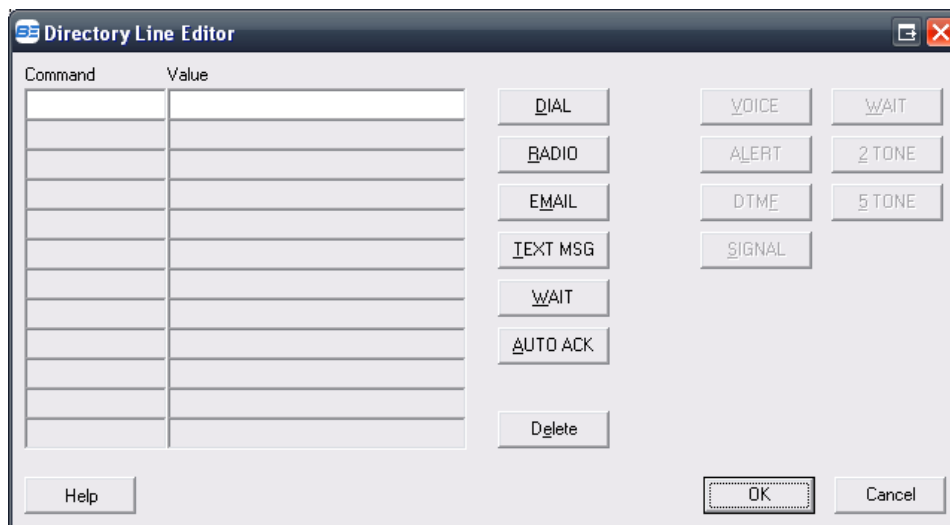 Directory Line Editor
Command Value
DIAL VOICE WAIT
RADIO ALERT 2 TONE
EMAIL DTMF 5 TONE
TEXT MSG SIGNAL
WAIT
AUTO ACK
Delete
Help OK Cancel